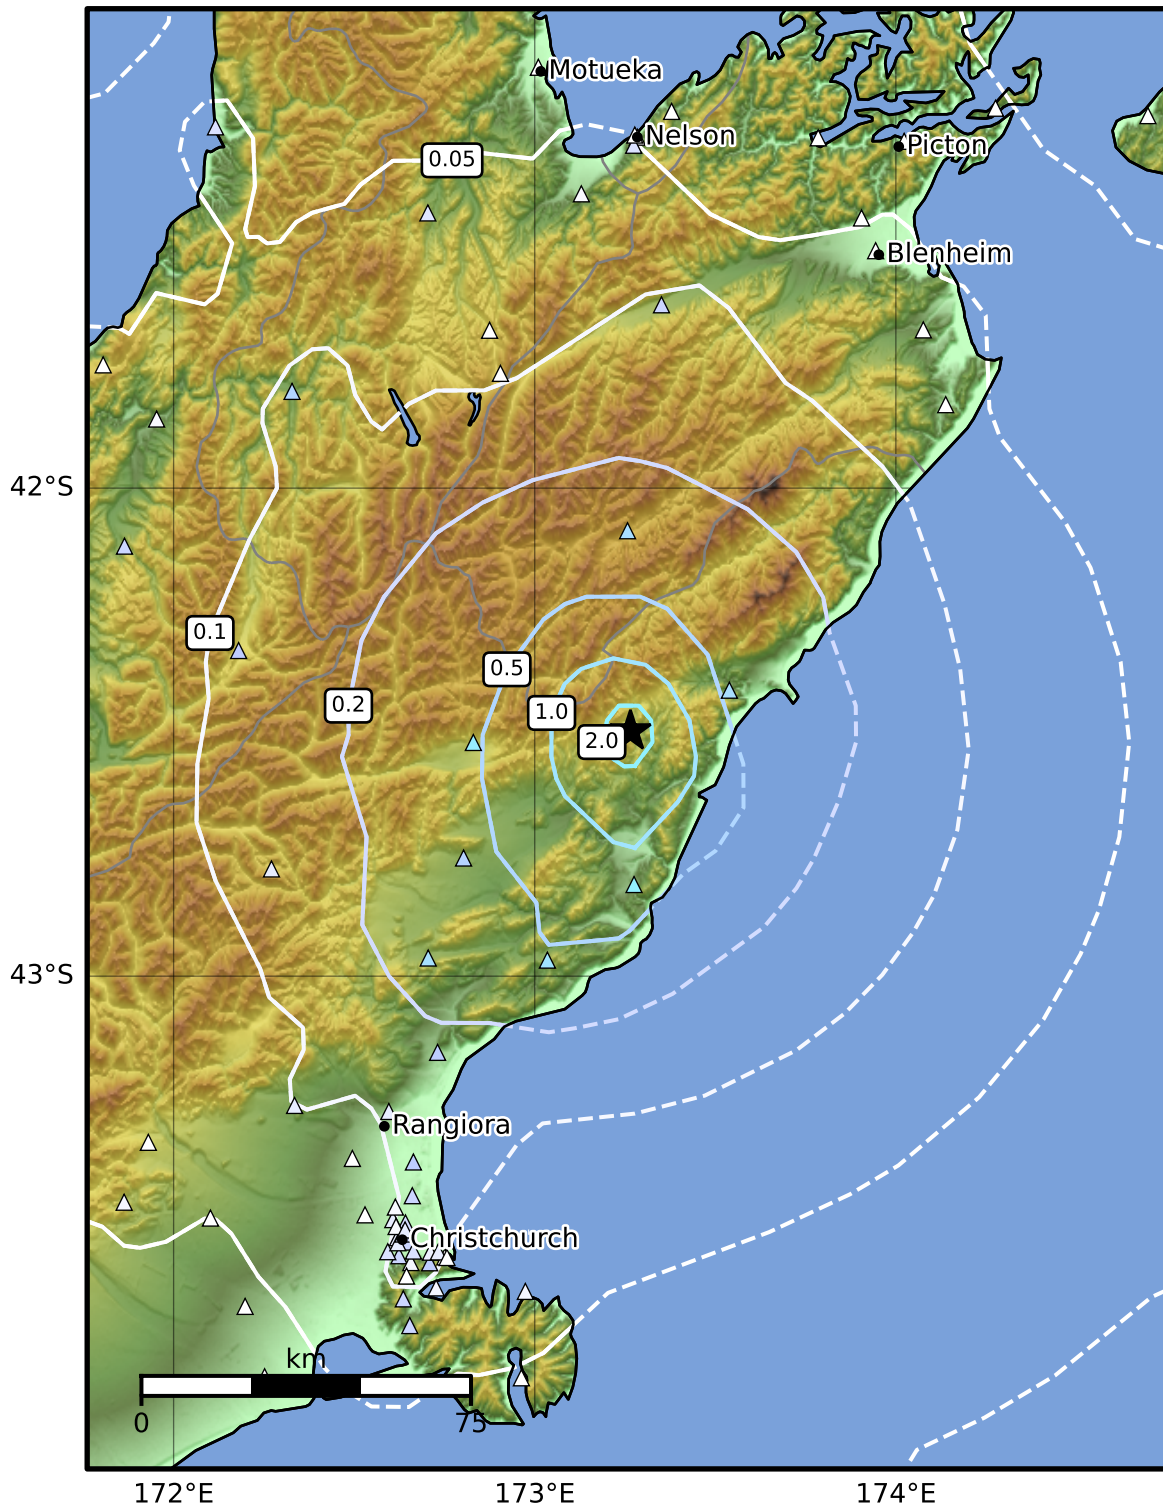 Motueka
Nelson
Picton
0.05
Blenheim
42°S
0.1
0.5
0.2
1.0
2.0
43°S
Rangiora
Christchurch
km
0
75
172°E
173°E
174°E